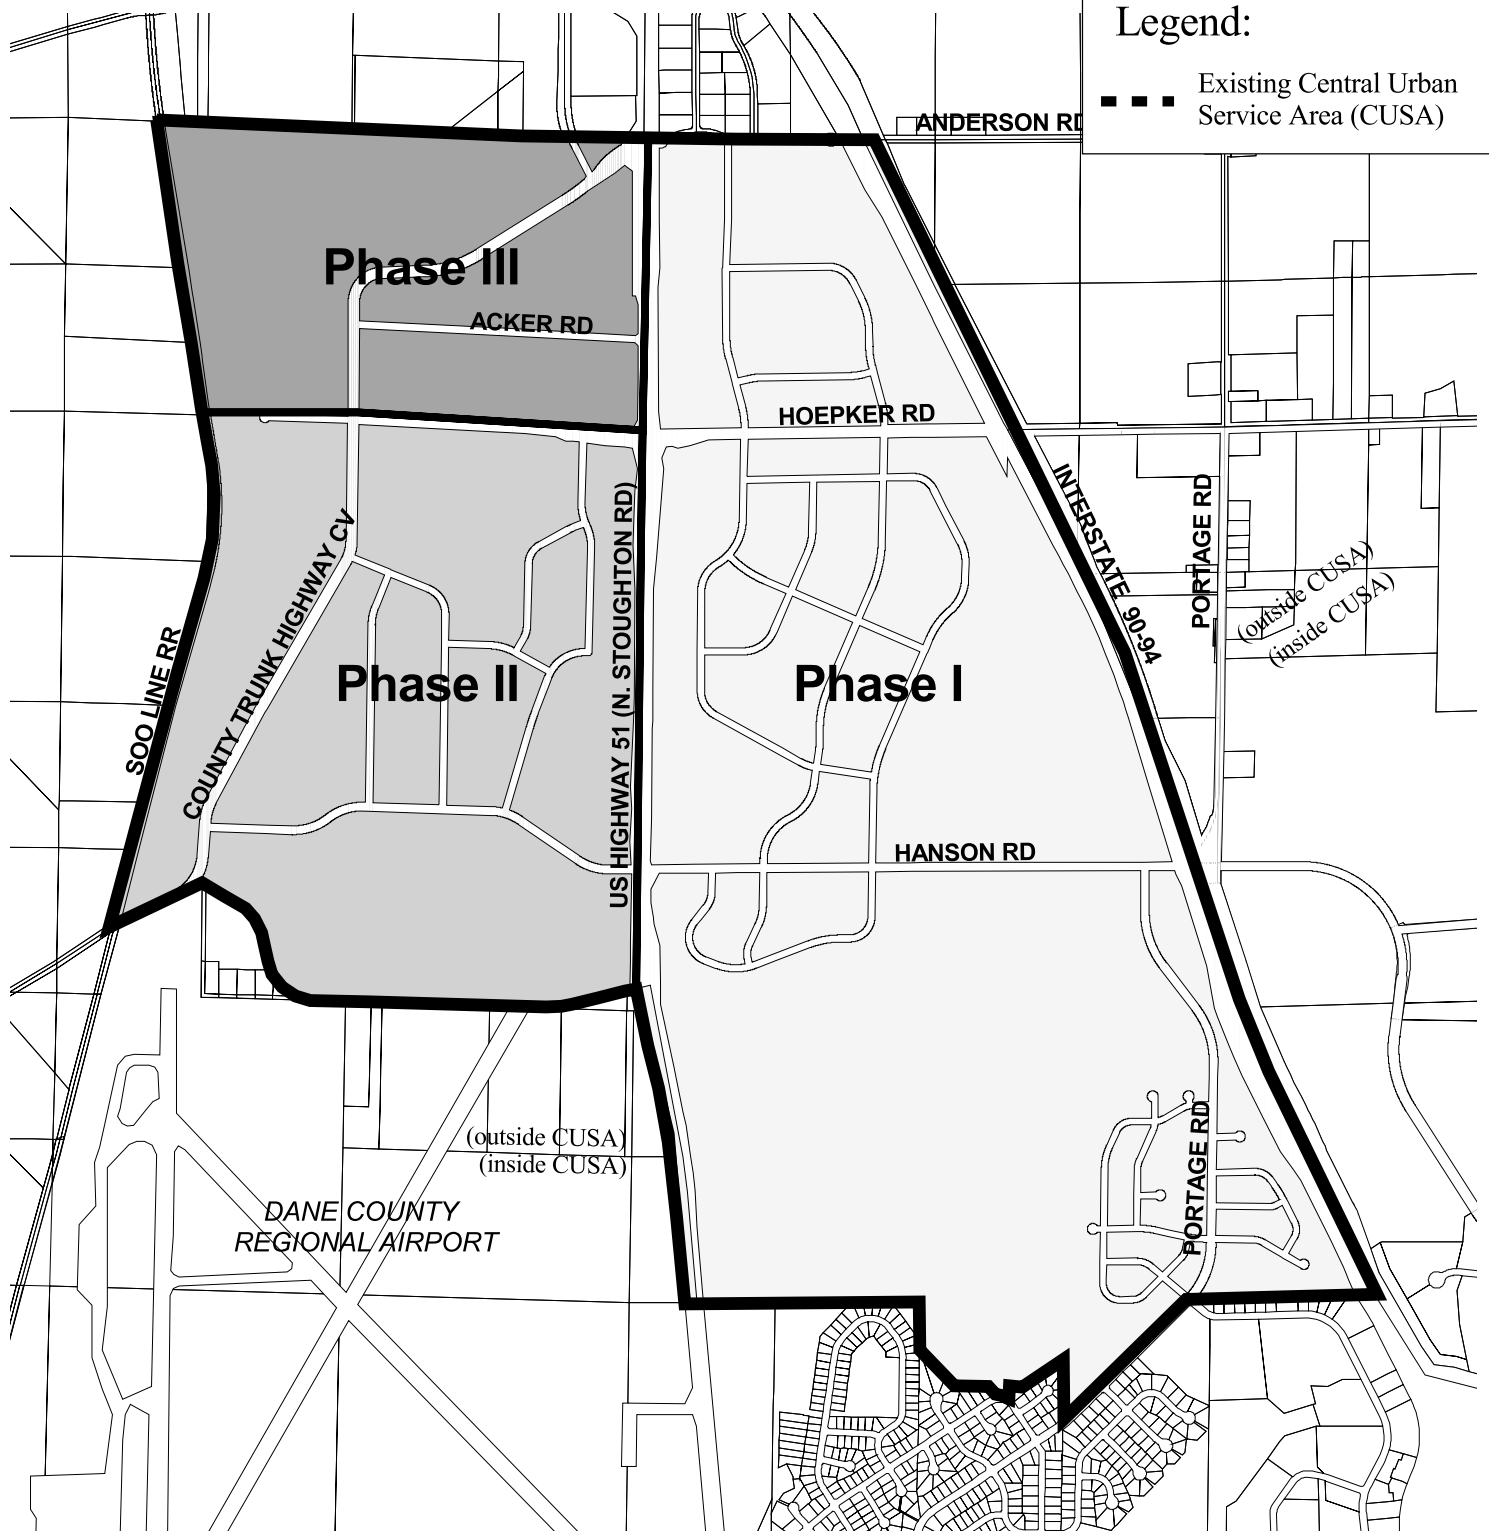 Legend:
Existing Central Urban
Service Area (CUSA)
ANDERSON RD
Phase III
ACKER RD
HOEPKER RD
INTERSTATE 90-94
PORTAGE RD
(outside CUSA)
(inside CUSA)
COUNTY TRUNK HIGHWAY CV
US HIGHWAY 51 (N. STOUGHTON RD)
SOO LINE RR
Phase II
Phase I
HANSON RD
PORTAGE RD
(outside CUSA)
(inside CUSA)
DANE COUNTY
REGIONAL AIRPORT